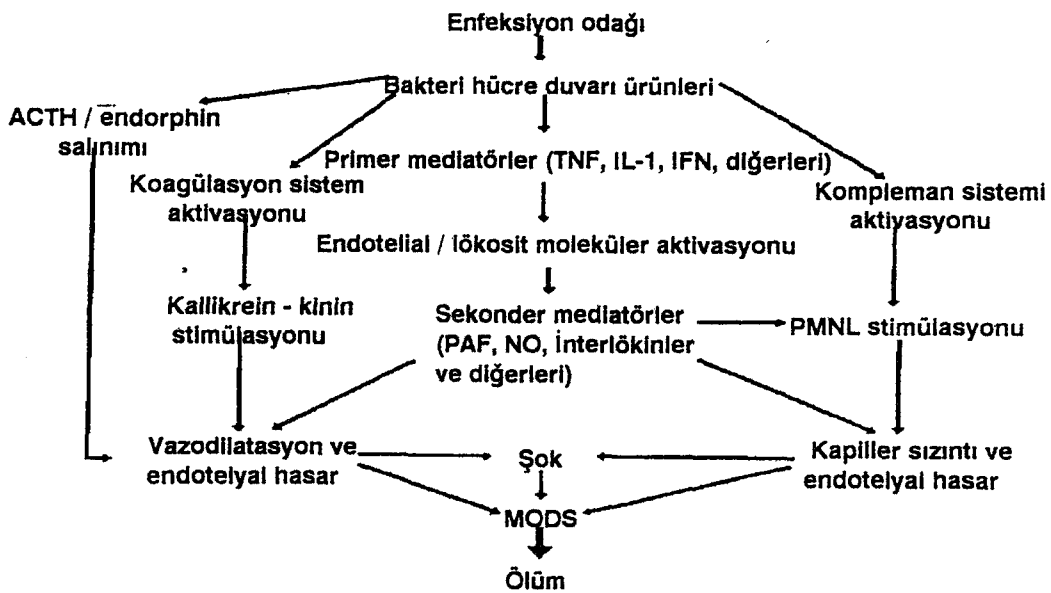 Enfeksiyon odağı
Bakteri hücre duvarı ürünleri
ACTH / endorphin
salınımı
Primer mediatörler (TNF, IL-1, IFN, diğerleri)
Koagülasyon sistem
aktivasyonu
Kompleman sistemi
aktivasyonu
Endotelial / lökosit moleküler aktivasyonu
Kallikrein - kinin
stimülasyonu
Sekonder mediatörler
(PAF, NO, İnterlökinler
ve diğerleri)
PMNL stimülasyonu
Vazodilatasyon ve
endotelyal hasar
Şok
Kapiller sızıntı ve
endotelyal hasar
MODS
Ölüm